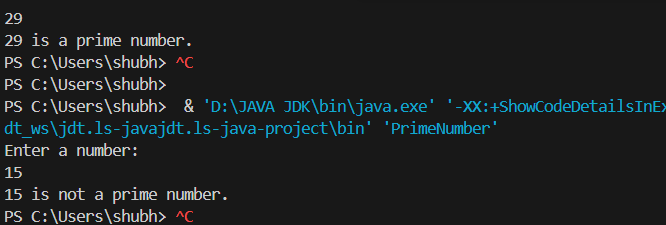 29
29 is a prime number.
PS C:\Users\shubh> ^C
PS C:\Users\shubh>
PS C:\Users\shubh>  & 'D:\JAVA JDK\bin\java.exe' '-XX:+ShowCodeDetailsInEx
dt_ws\jdt.ls-javajdt.ls-java-project\bin' 'PrimeNumber'
Enter a number:
15
15 is not a prime number.
PS C:\Users\shubh> ^C